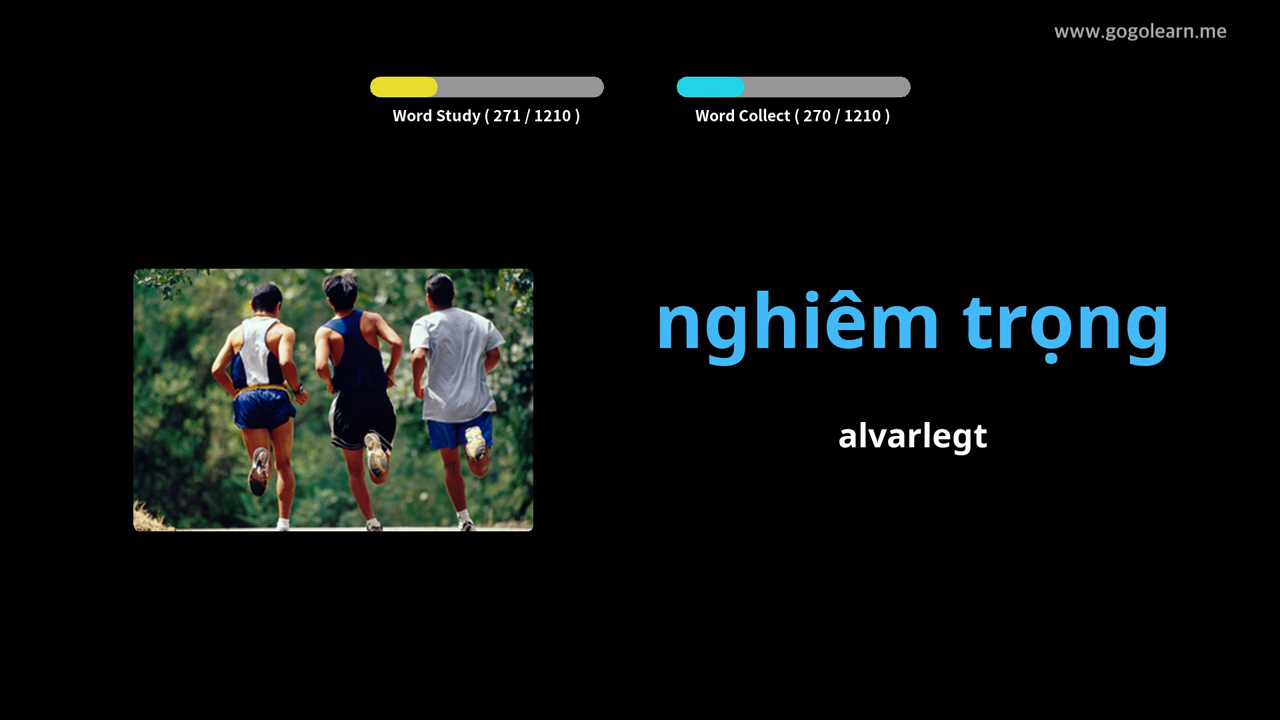 www.gogolearn.me
Word Study ( 271 / 1210 )
Word Collect ( 270 / 1210 )
nghiêm trọng
alvarlegt